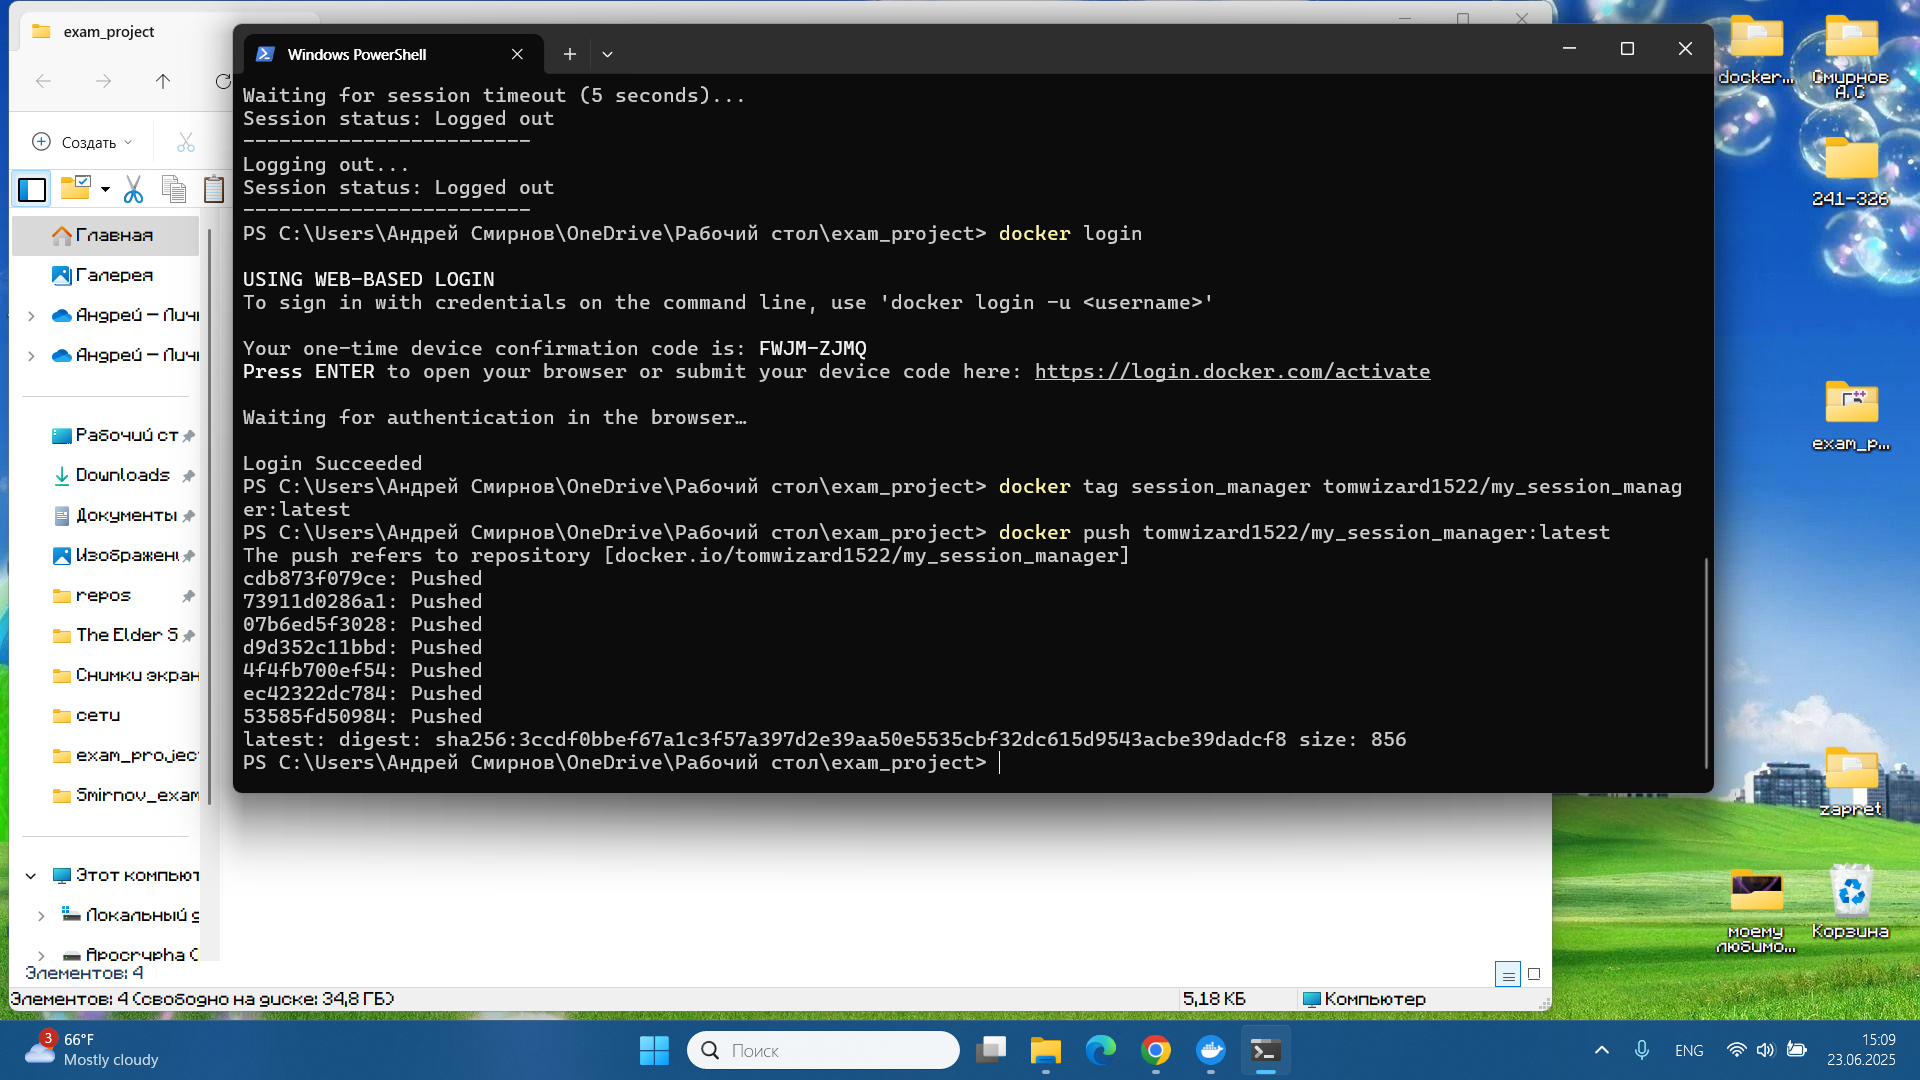 exam_project
Windows PowerShell
Создать
Главная
Галерея
Андрей — Личн
Андрей — Личн
Рабочий ст
Downloads
Документы
Изображени
repos
The Elder S
Снимки экран
сети
exam_projec
Smirnov_exam
Этот компьют
Локальный д
Apocrypha (
Элементов: 4
Элементов: 4 (свободно на диске: 34,8 ГБ)
5,18 КБ
Компьютер
Waiting for session timeout (5 seconds)...
Session status: Logged out
------------------------
Logging out...
Session status: Logged out
------------------------
PS C:\Users\Андрей Смирнов\OneDrive\Рабочий стол\exam_project> docker login
USING WEB-BASED LOGIN
To sign in with credentials on the command line, use 'docker login -u <username>'
Your one-time device confirmation code is: FWJM-ZJMQ
Press ENTER to open your browser or submit your device code here: https://login.docker.com/activate
Waiting for authentication in the browser…
Login Succeeded
PS C:\Users\Андрей Смирнов\OneDrive\Рабочий стол\exam_project> docker tag session_manager tomwizard1522/my_session_manag
er:latest
PS C:\Users\Андрей Смирнов\OneDrive\Рабочий стол\exam_project> docker push tomwizard1522/my_session_manager:latest
The push refers to repository [docker.io/tomwizard1522/my_session_manager]
cdb873f079ce: Pushed
73911d0286a1: Pushed
07b6ed5f3028: Pushed
d9d352c11bbd: Pushed
4f4fb700ef54: Pushed
ec42322dc784: Pushed
53585fd50984: Pushed
latest: digest: sha256:3ccdf0bbef67a1c3f57a397d2e39aa50e5535cbf32dc615d9543acbe39dadcf8 size: 856
PS C:\Users\Андрей Смирнов\OneDrive\Рабочий стол\exam_project>
docker...
Смирнов
А.С
241-326
exam_p...
zapret
моему
любимо...
Корзина
3
66°F
Mostly cloudy
Поиск
ENG
15:09
23.06.2025